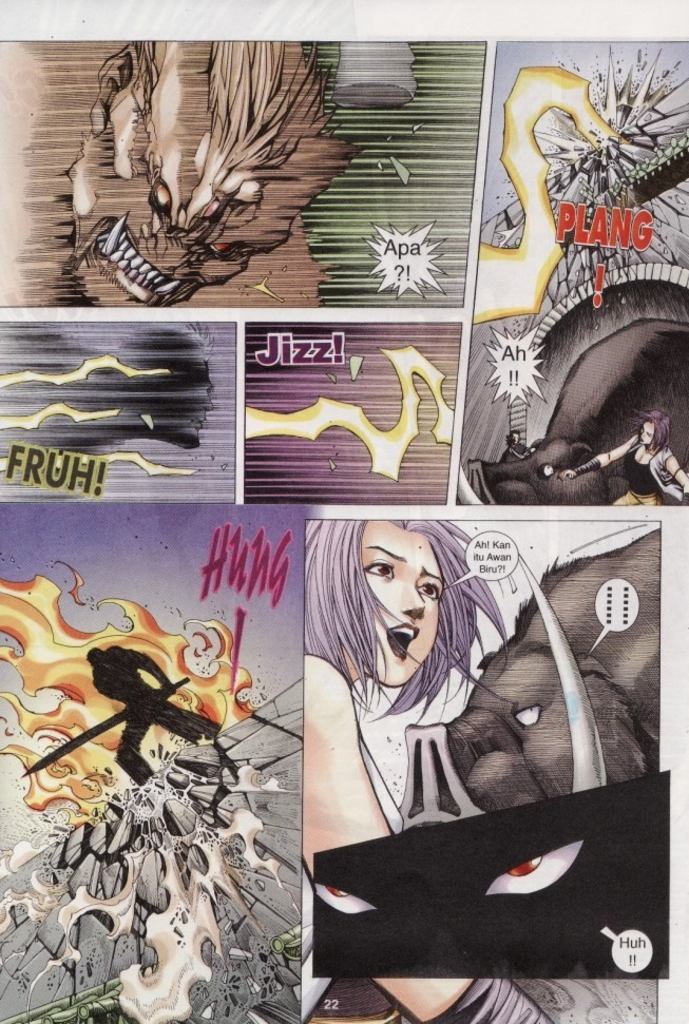 Apa
?!
PLANG
!
Ah
!!
FRUH!
Jizz!
HUNG
!
Ah! Kan
itu Awan
Biru?!
Huh
!!
22